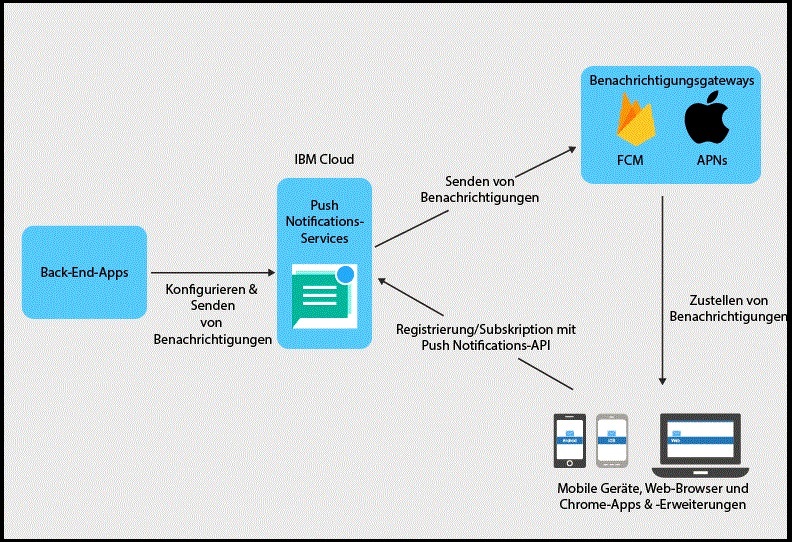 Benachrichtigungsgateways
FCM
APNs
IBM Cloud
Push
Notifications-
Services
Senden von
Benachrichtigungen
Back-End-Apps
Konfigurieren &
Senden
von
Benachrichtigungen
Zustellen von
Benachrichtigungen
Registrierung/Subskription mit
Push Notifications-API
Android
iOS
Web
Mobile Geräte, Web-Browser und
Chrome-Apps & -Erweiterungen